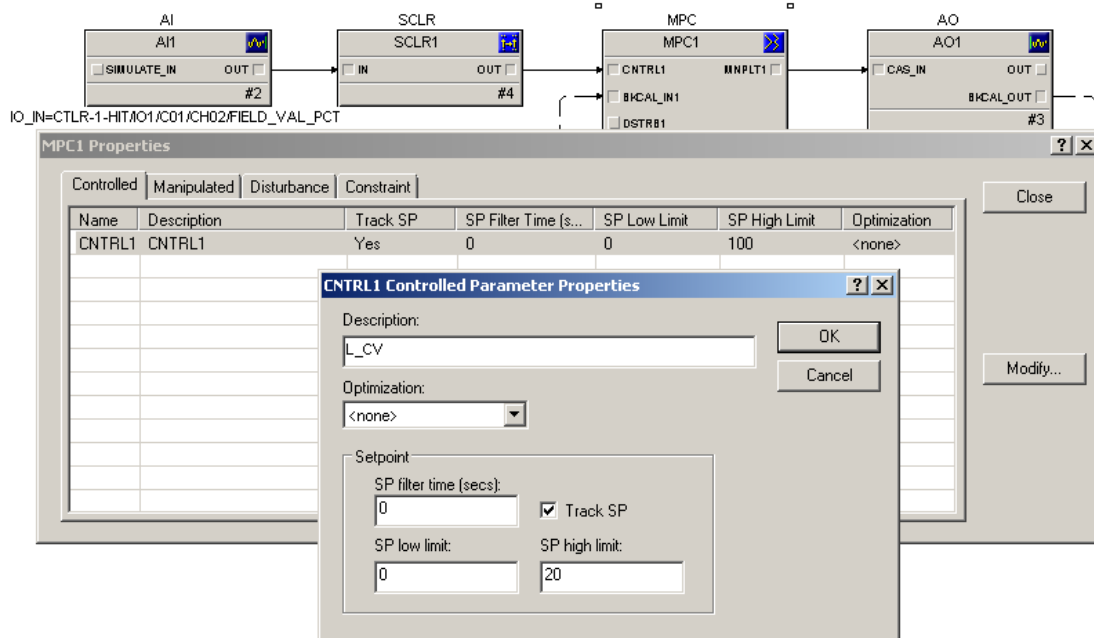 AI SCLR MPC AO
AI1 SCLR1 MPC1 AO1
SIMULATE_IN OUT IN OUT CNTRL1 MNPLT1 CAS_IN OUT
#2 #4 BKCAL_IN1 BKCAL_OUT
IO_IN=CTLR-1-HIT/IO1/C01/CH02/FIELD_VAL_PCT DSTRB1 #3
MPC1 Properties
Controlled Manipulated Disturbance Constraint
Close
Name Description Track SP SP Filter Time (s... SP Low Limit SP High Limit Optimization
CNTRL1 CNTRL1 Yes 0 0 100 <none>
CNTRL1 Controlled Parameter Properties
Description:
OK
L_CV
Modify...
Cancel
Optimization:
<none>
Setpoint
SP filter time (secs):
0 Track SP
SP low limit: SP high limit:
0 20